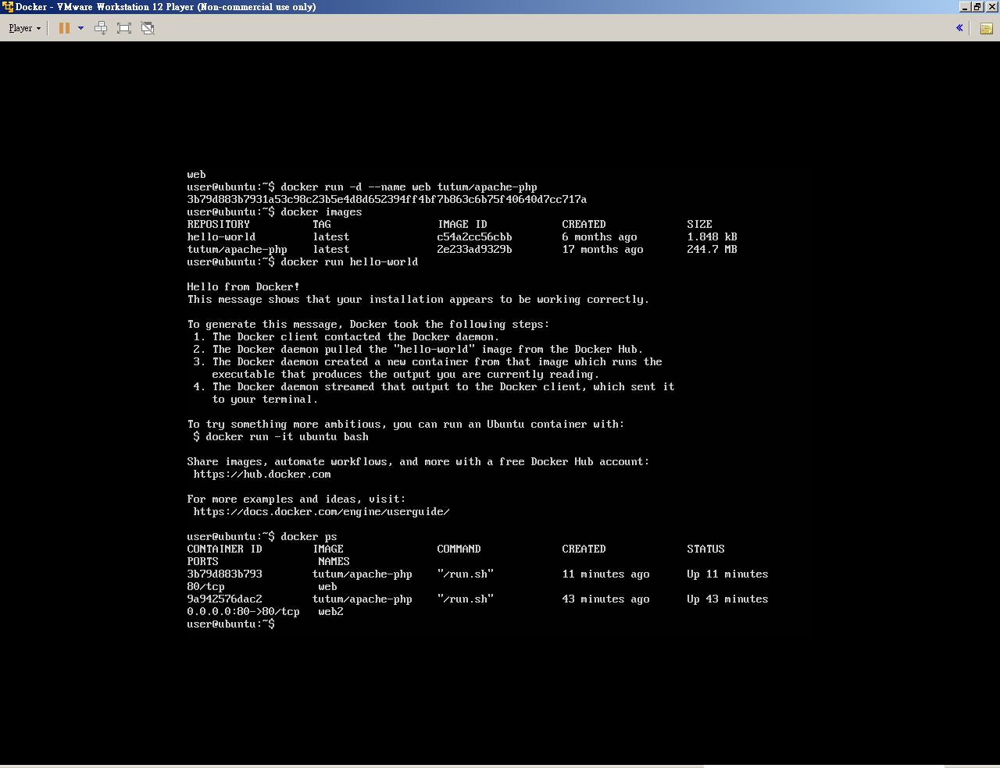 Docker - VMware Workstation 12 Player (Non-commercial use only)
Player
web
user@ubuntu:~$ docker run -d --name web tutum/apache-php
3b79d883b7931a53c98c23b5e4d8d652394ff4bf7b863c6b75f40640d7cc717a
user@ubuntu:~$ docker images
REPOSITORY          TAG                 IMAGE ID            CREATED             SIZE
hello-world         latest              c54a2cc56cbb        6 months ago        1.848 kB
tutum/apache-php    latest              2e233ad9329b        17 months ago       244.7 MB
user@ubuntu:~$ docker run hello-world
Hello from Docker!
This message shows that your installation appears to be working correctly.
To generate this message, Docker took the following steps:
 1. The Docker client contacted the Docker daemon.
 2. The Docker daemon pulled the "hello-world" image from the Docker Hub.
 3. The Docker daemon created a new container from that image which runs the
    executable that produces the output you are currently reading.
 4. The Docker daemon streamed that output to the Docker client, which sent it
    to your terminal.
To try something more ambitious, you can run an Ubuntu container with:
 $ docker run -it ubuntu bash
Share images, automate workflows, and more with a free Docker Hub account:
 https://hub.docker.com
For more examples and ideas, visit:
 https://docs.docker.com/engine/userguide/
user@ubuntu:~$ docker ps
CONTAINER ID        IMAGE               COMMAND             CREATED             STATUS
PORTS                NAMES
3b79d883b793        tutum/apache-php    "/run.sh"           11 minutes ago      Up 11 minutes
80/tcp               web
9a942576dac2        tutum/apache-php    "/run.sh"           43 minutes ago      Up 43 minutes
0.0.0.0:80->80/tcp   web2
user@ubuntu:~$